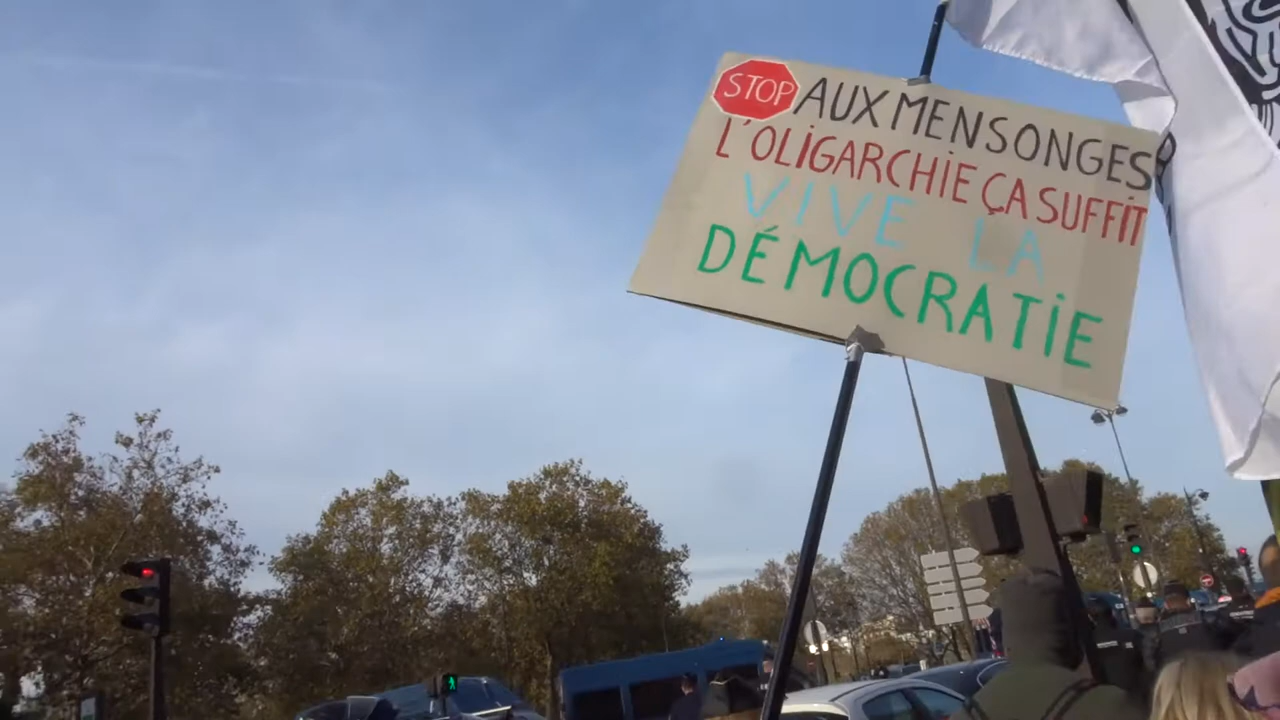 STOP AUX MENSONGES
L'OLIGARCHIE ÇA SUFFIT
VIVE LA
DÉMOCRATIE